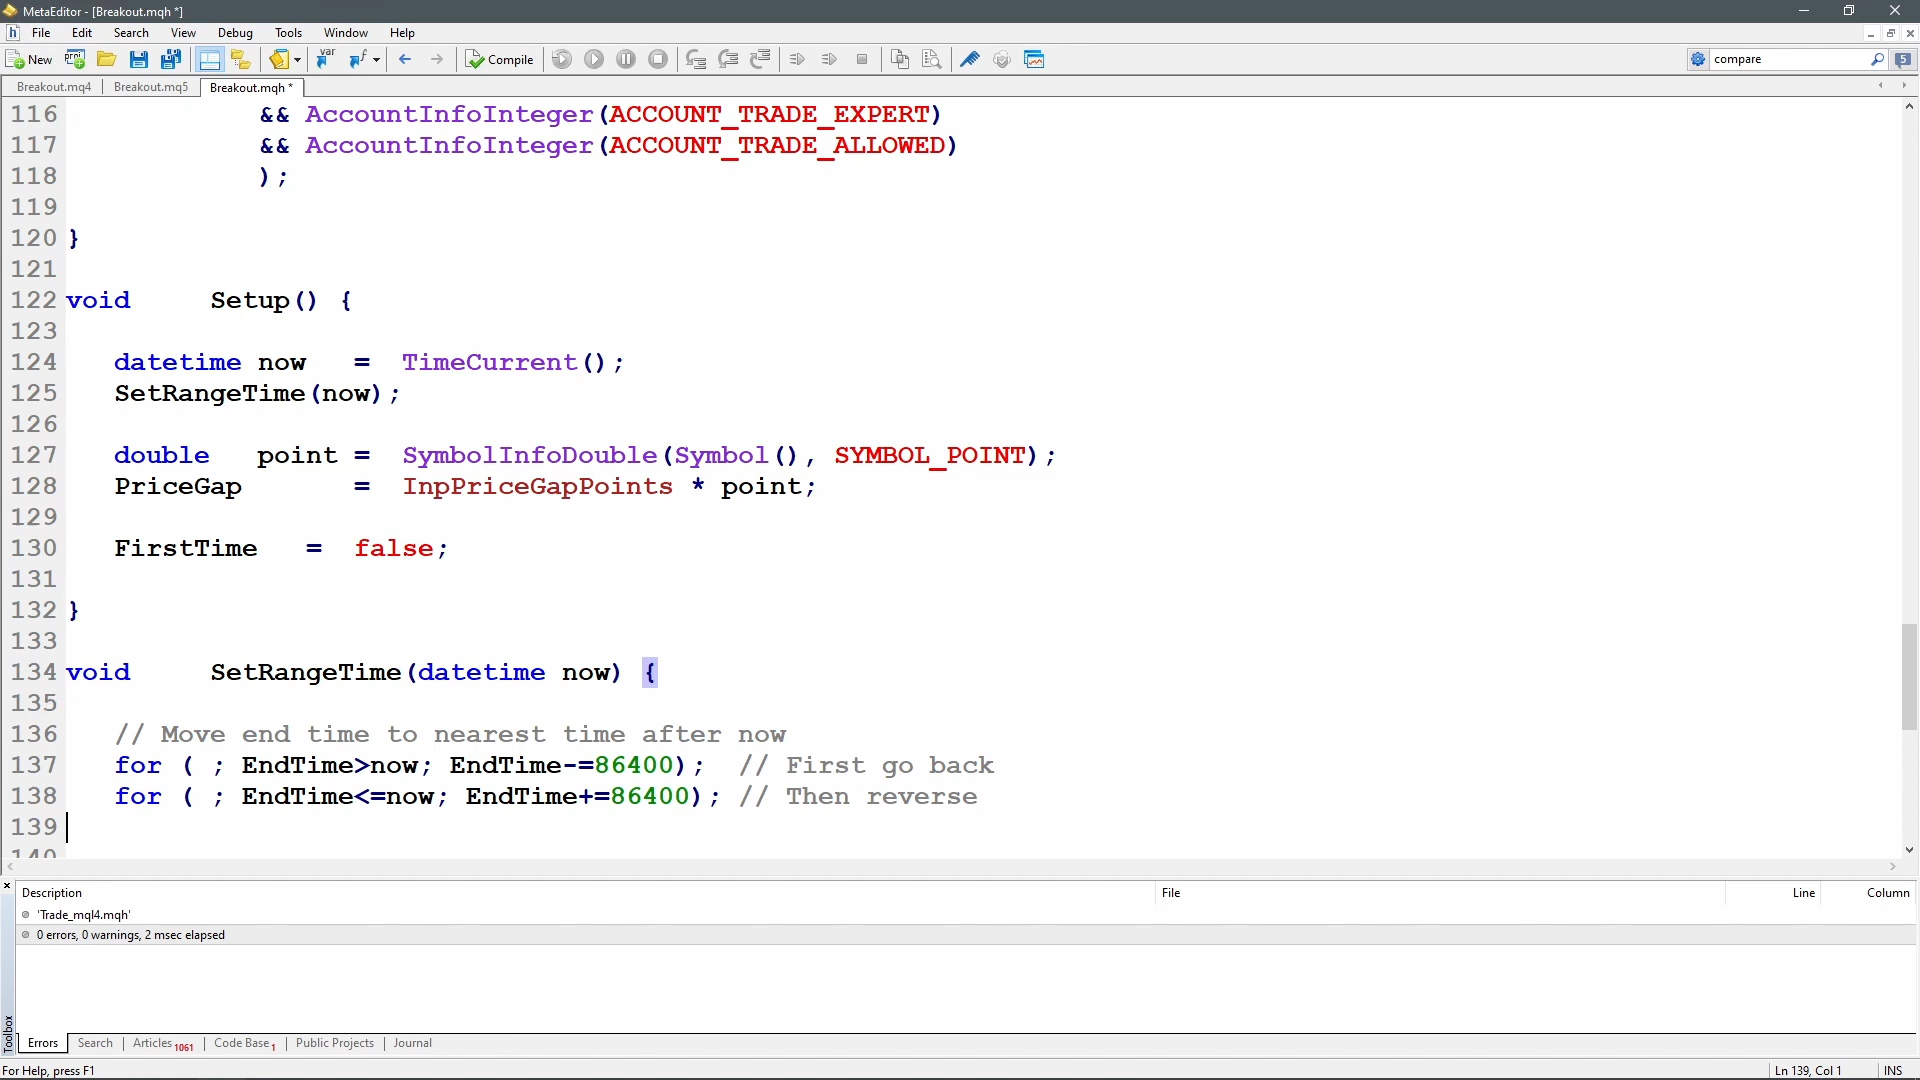 MetaEditor - [Breakout.mqh *]
File Edit Search View Debug Tools Window Help
New Compile compare 5
Breakout.mq4 Breakout.mq5 Breakout.mqh *
116 && AccountInfoInteger(ACCOUNT_TRADE_EXPERT)
117 && AccountInfoInteger(ACCOUNT_TRADE_ALLOWED)
118 );
119
120 }
121
122 void Setup() {
123
124 datetime now = TimeCurrent();
125 SetRangeTime(now);
126
127 double point = SymbolInfoDouble(Symbol(), SYMBOL_POINT);
128 PriceGap = InpPriceGapPoints * point;
129
130 FirstTime = false;
131
132 }
133
134 void SetRangeTime(datetime now) {
135
136 // Move end time to nearest time after now
137 for ( ; EndTime>now; EndTime-=86400); // First go back
138 for ( ; EndTime<=now; EndTime+=86400); // Then reverse
139
140
Description File Line Column
'Trade_mql4.mqh'
0 errors, 0 warnings, 2 msec elapsed
Toolbox
Errors Search Articles 1061 Code Base 1 Public Projects Journal
For Help, press F1 Ln 139, Col 1 INS